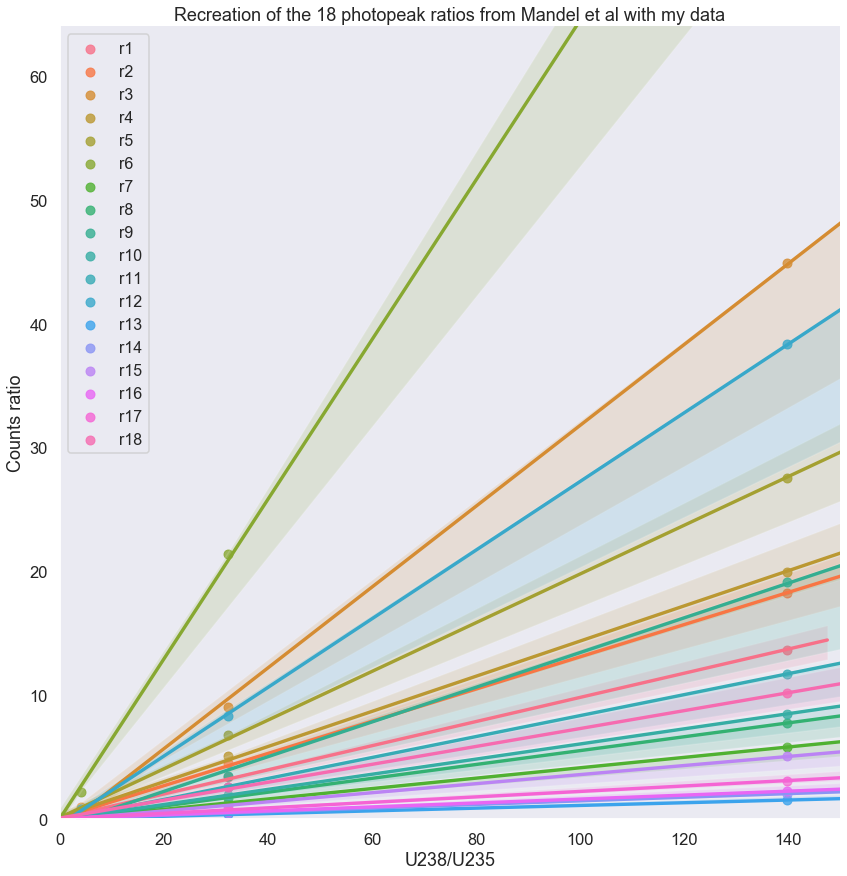 Recreation of the 18 photopeak ratios from Mandel et al with my data
r1
r2
r3
r4
r5
r6
r7
r8
r9
r10
r11
r12
r13
r14
r15
r16
r17
r18
60
50
40
30
20
10
0
Counts ratio
0 20 40 60 80 100 120 140
U238/U235